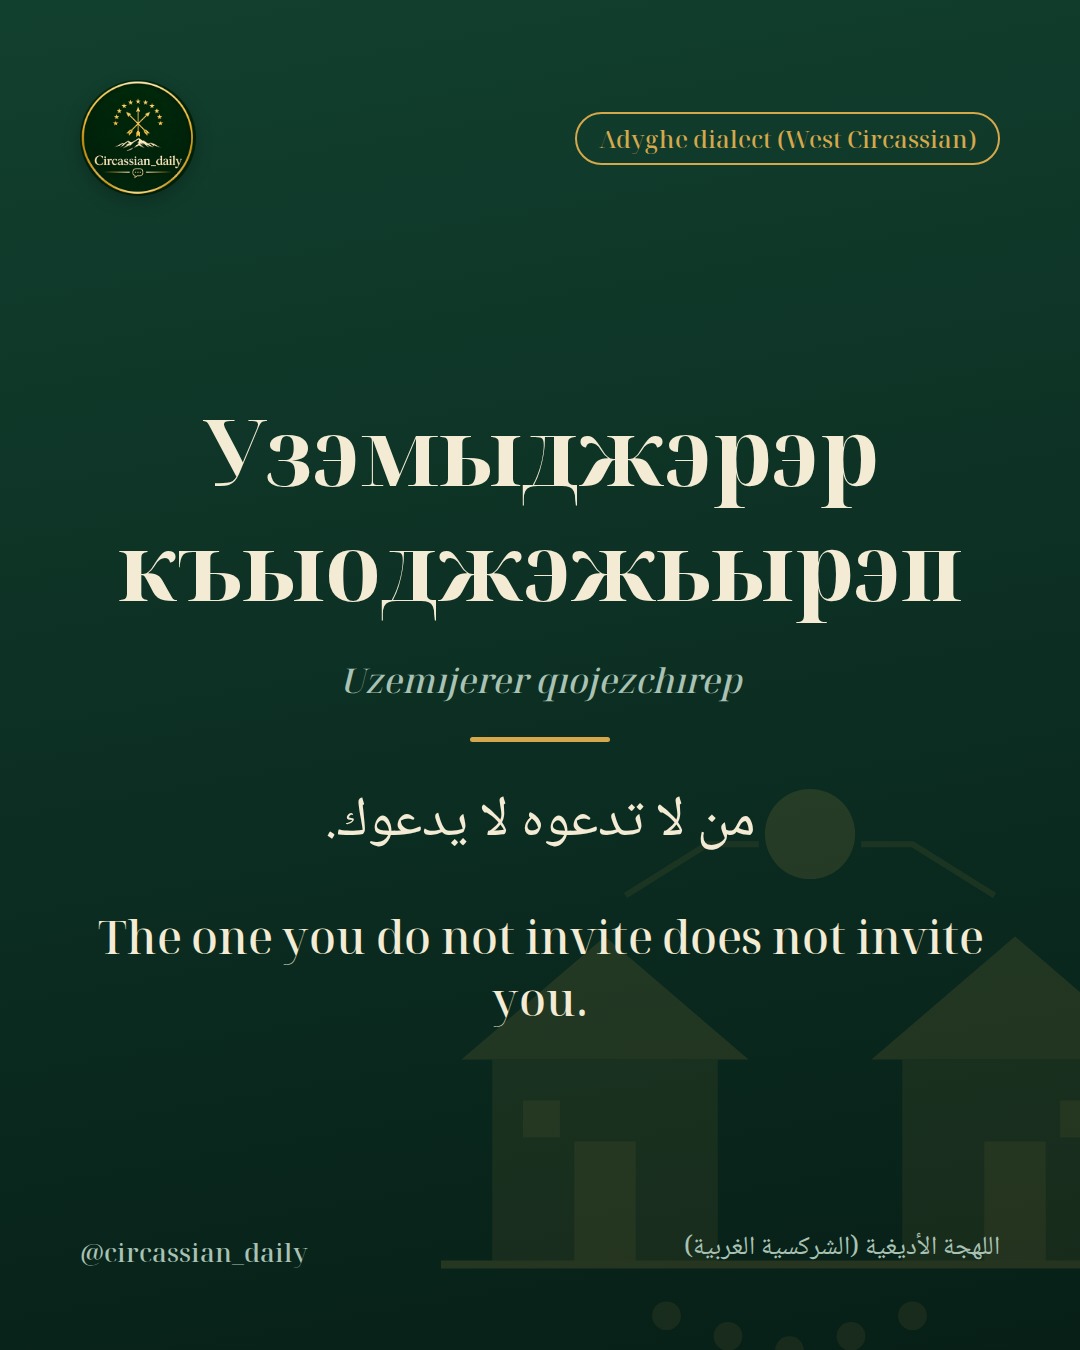 Circassian_daily
Adyghe dialect (West Circassian)
Узэмыджэрэр
къыоджэжьырэп
Uzemıjerer qıojezchırep
من لا تدعوه لا يدعوك.
The one you do not invite does not invite
you.
@circassian_daily
اللهجة الأديغية (الشركسية الغربية)